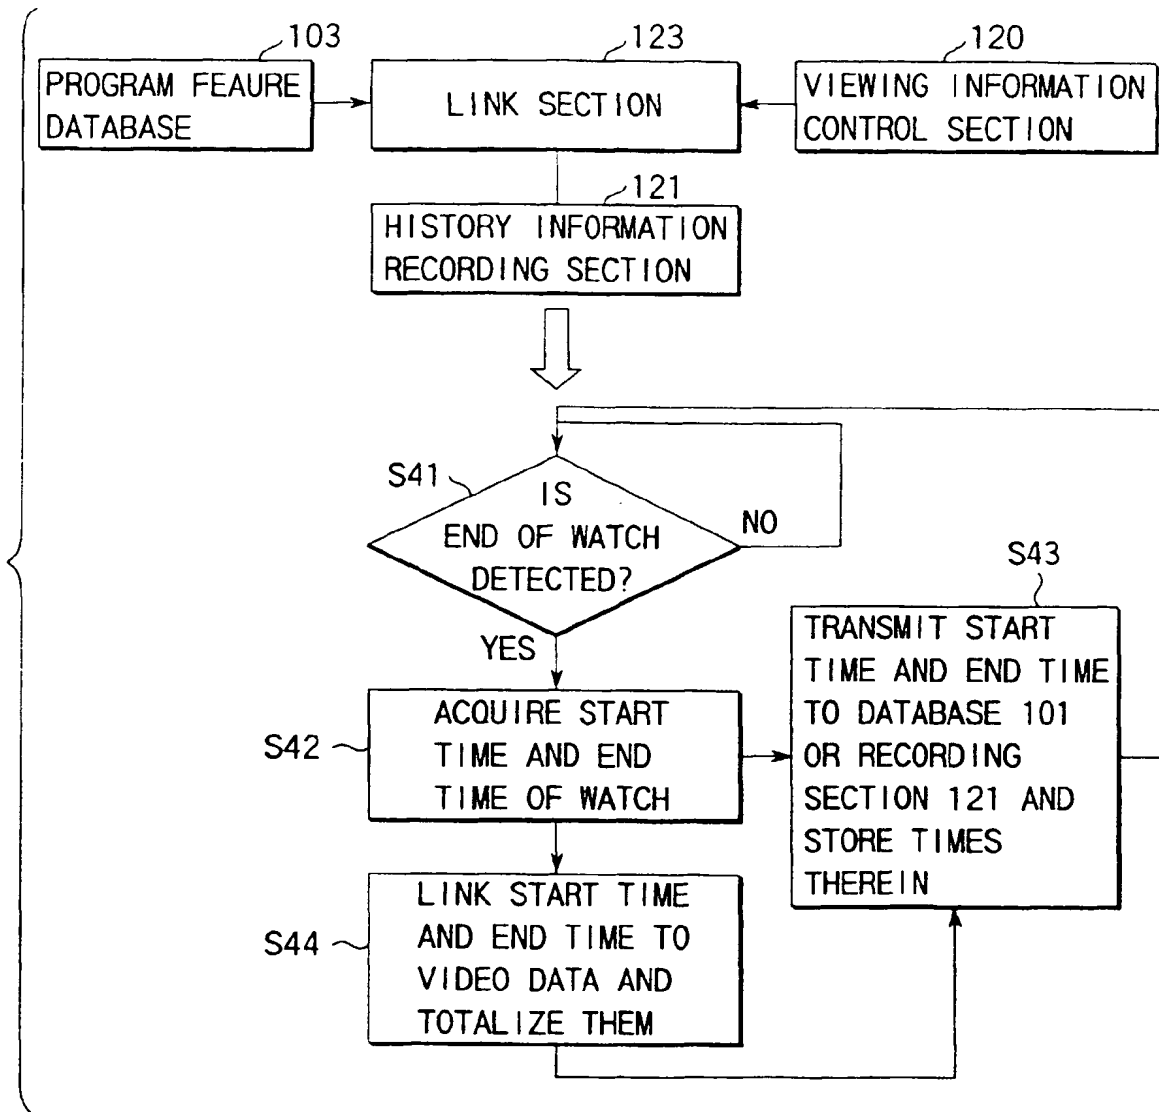 103
PROGRAM FEAURE
DATABASE
123
LINK SECTION
120
VIEWING INFORMATION
CONTROL SECTION
121
HISTORY INFORMATION
RECORDING SECTION
S41
IS
END OF WATCH
DETECTED?
NO
YES
S42
ACQUIRE START
TIME AND END
TIME OF WATCH
S43
TRANSMIT START
TIME AND END TIME
TO DATABASE 101
OR RECORDING
SECTION 121 AND
STORE TIMES
THEREIN
S44
LINK START TIME
AND END TIME TO
VIDEO DATA AND
TOTALIZE THEM